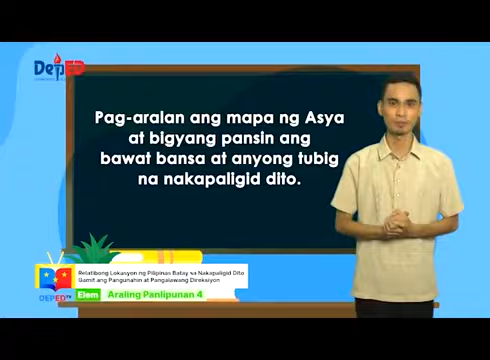 DepED
Pag-aralan ang mapa ng Asya
at bigyang pansin ang
bawat bansa at anyong tubig
na nakapaligid dito.
Relatibong Lokasyon ng Pilipinas Batay sa Nakapaligid Dito
Gamit ang Pangunahin at Pangalawang Direksiyon
DEPED TV
Elem
Araling Panlipunan 4